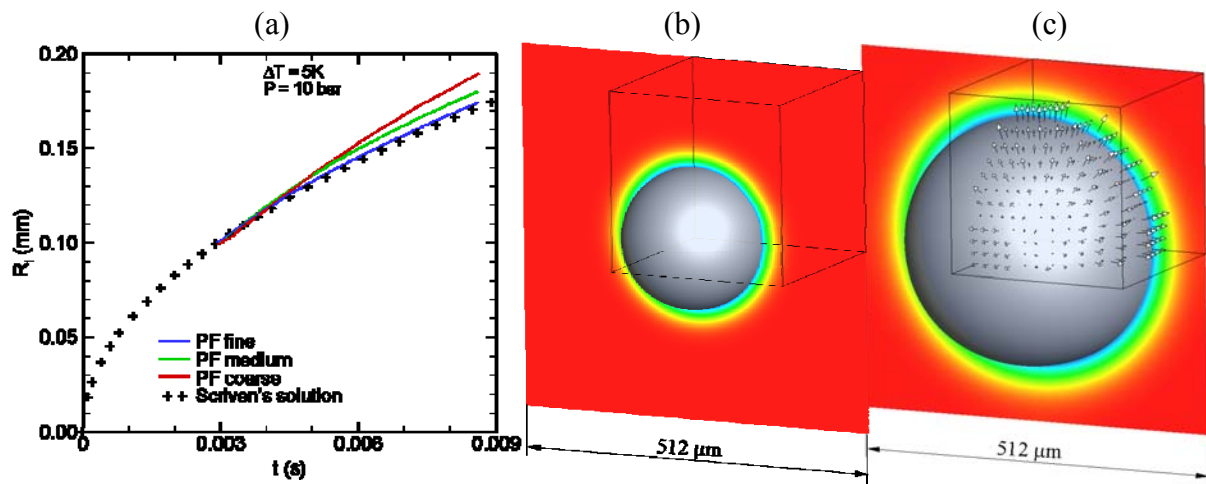 (a)
(b)
(c)
0.20
0.15
0.10
0.05
0.00
R_i (mm)
ΔT = 5K
P = 10 bar
PF fine
PF medium
PF coarse
Scriven's solution
0
0.003
0.006
0.009
t (s)
512 µm
512 µm